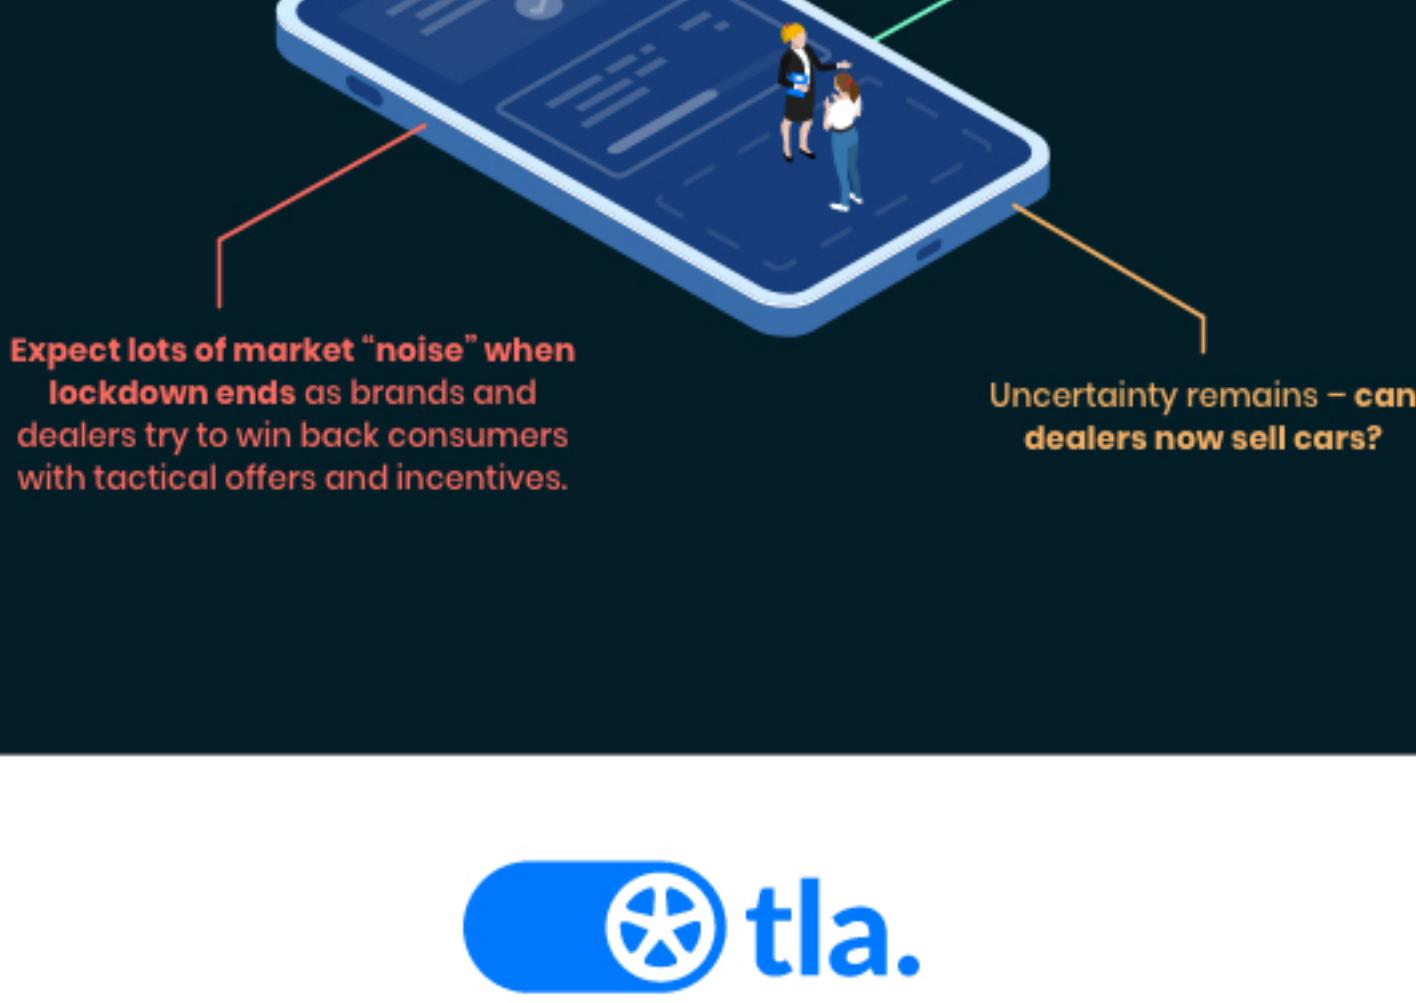 Expect lots of market “noise” when
lockdown ends as brands and
dealers try to win back consumers
with tactical offers and incentives.
Uncertainty remains – can
dealers now sell cars?
tla.